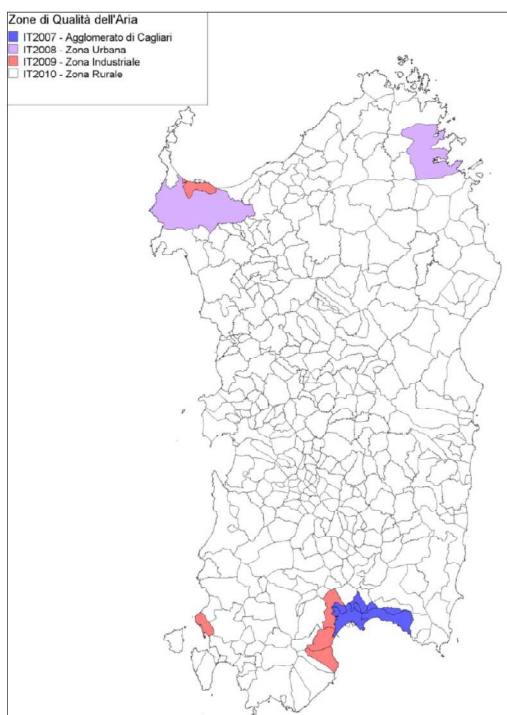 Zone di Qualità dell'Aria
IT2007 - Agglomerato di Cagliari
IT2008 - Zona Urbana
IT2009 - Zona Industriale
IT2010 - Zona Rurale